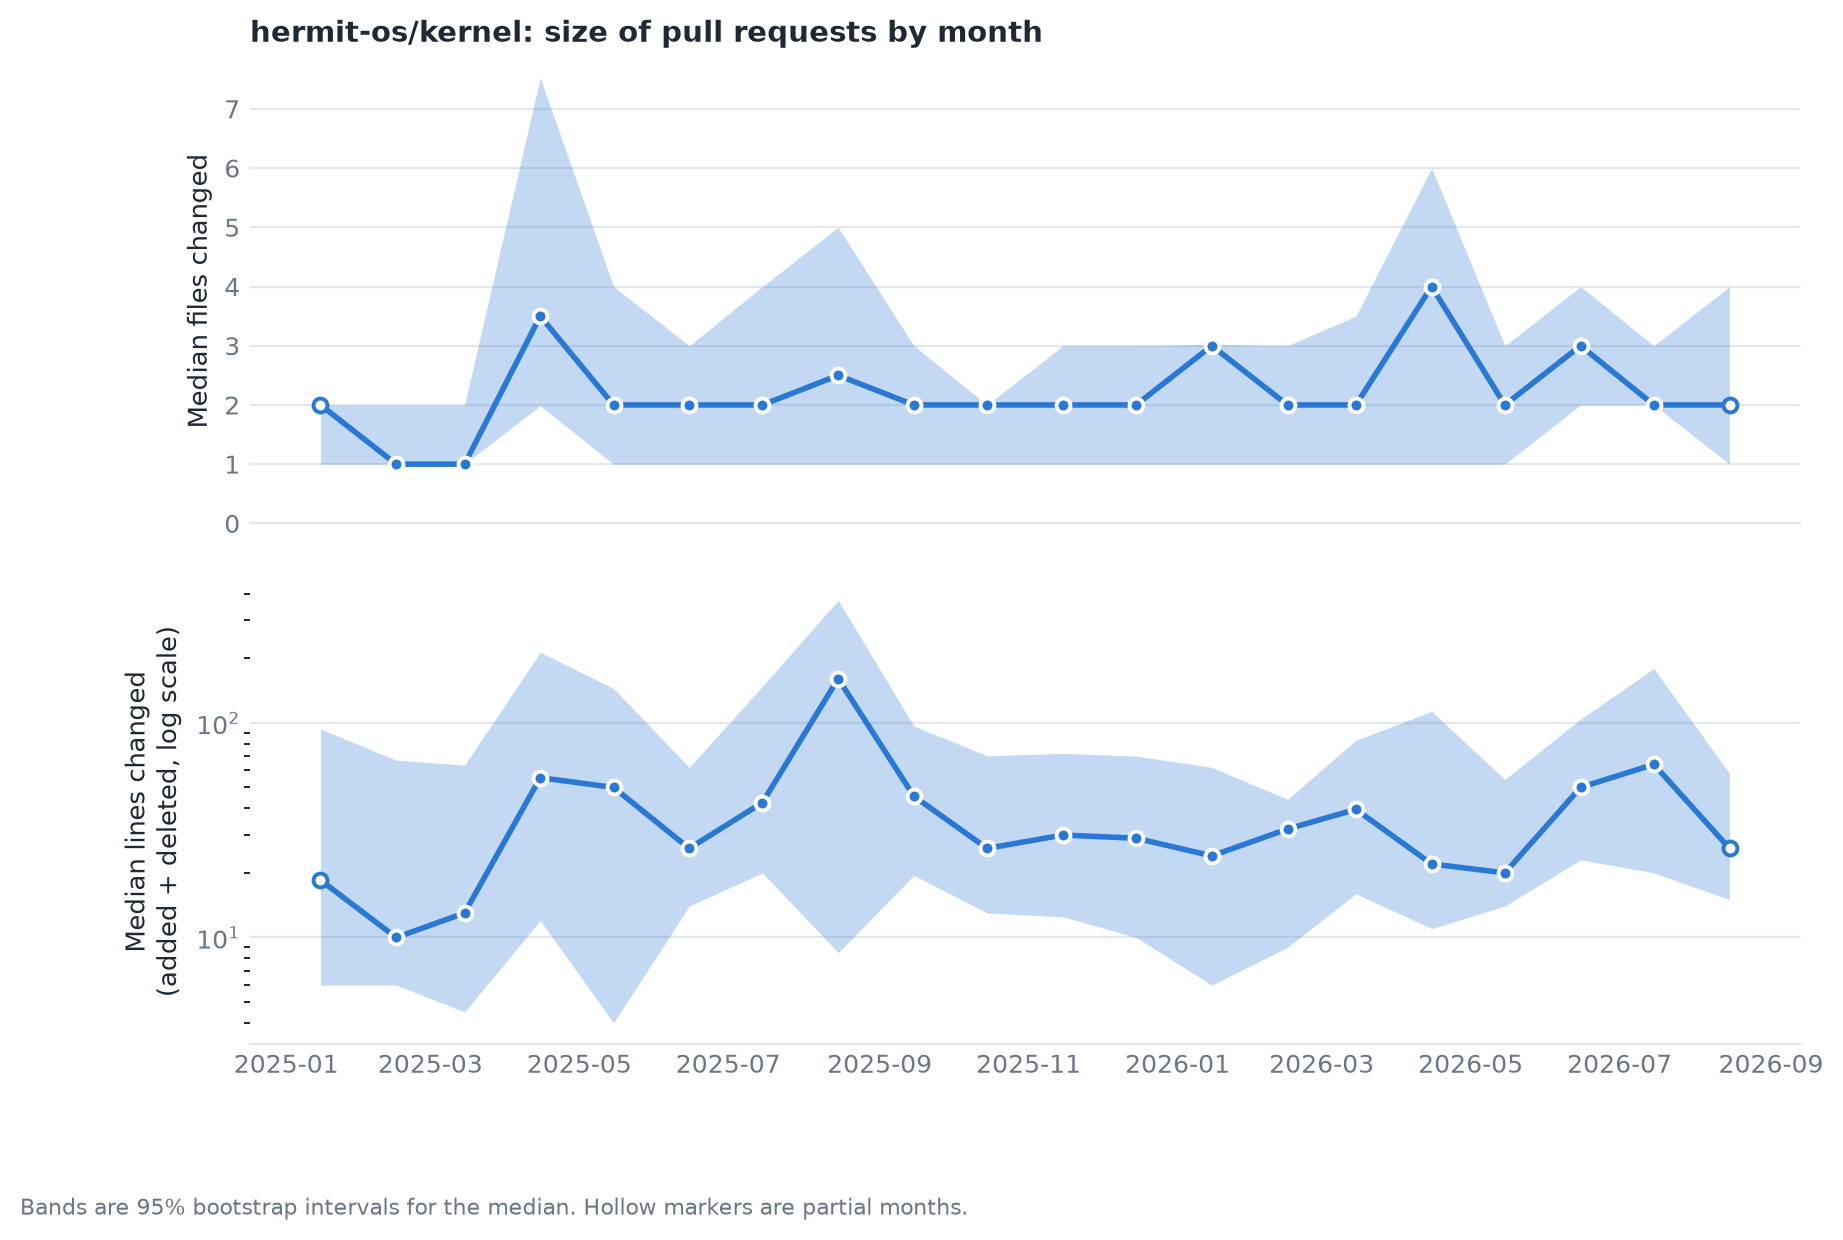 hermit-os/kernel: size of pull requests by month
Median files changed
7
6
5
4
3
2
1
0
Median lines changed
(added + deleted, log scale)
10²
10¹
2025-01 2025-03 2025-05 2025-07 2025-09 2025-11 2026-01 2026-03 2026-05 2026-07 2026-09
Bands are 95% bootstrap intervals for the median. Hollow markers are partial months.